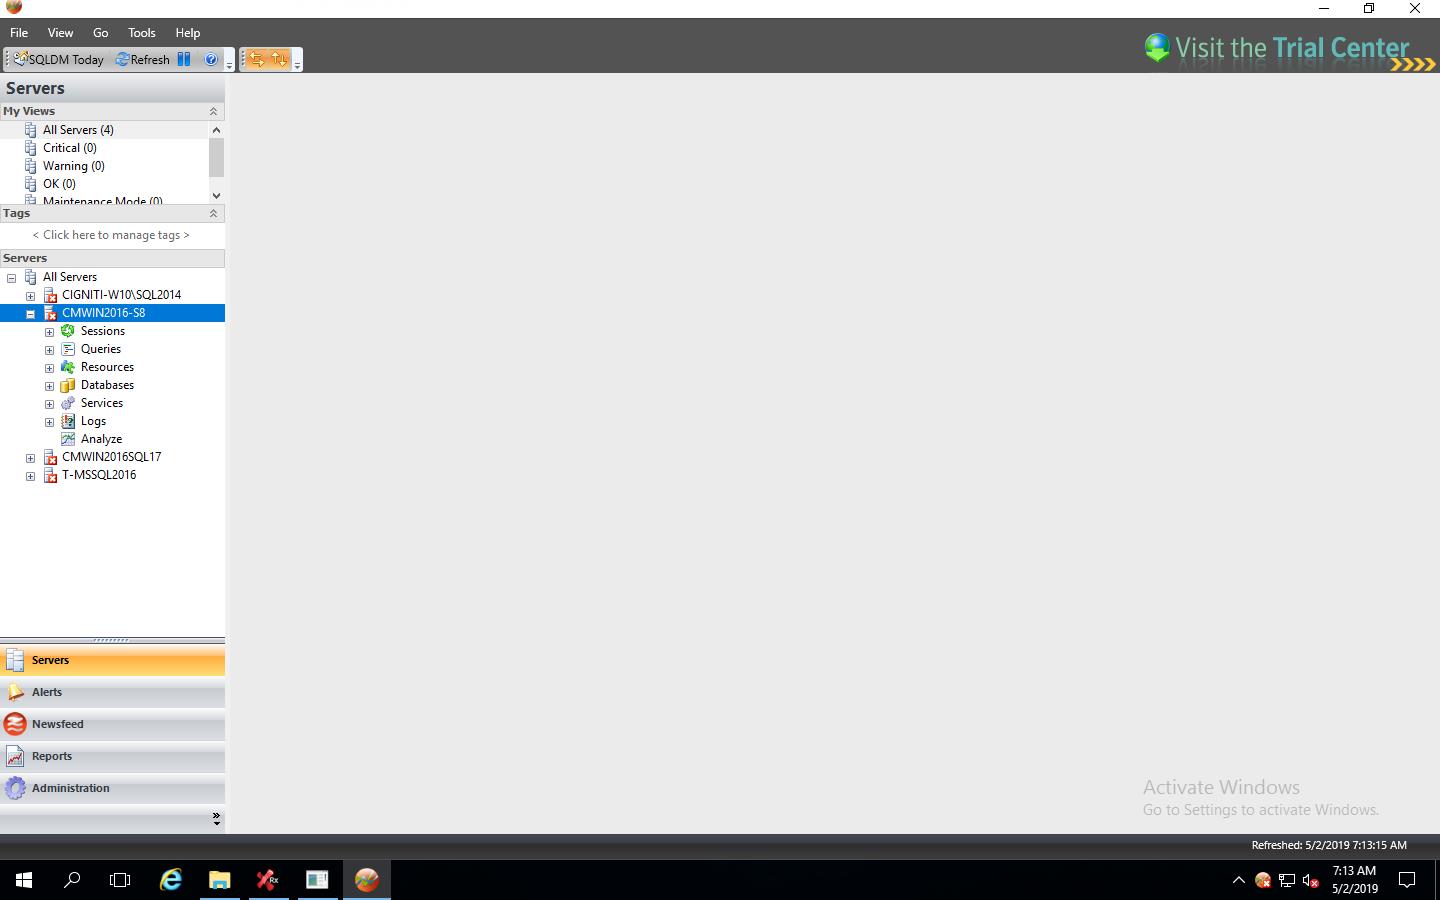 File View Go Tools Help
Visit the Trial Center
SQLDM Today Refresh
Servers
My Views
All Servers (4)
Critical (0)
Warning (0)
OK (0)
Maintenance Mode (0)
Tags
< Click here to manage tags >
Servers
All Servers
CIGNITI-W10\SQL2014
CMWIN2016-S8
Sessions
Queries
Resources
Databases
Services
Logs
Analyze
CMWIN2016SQL17
T-MSSQL2016
Servers
Alerts
Newsfeed
Reports
Administration
Activate Windows
Go to Settings to activate Windows.
Refreshed: 5/2/2019 7:13:15 AM
7:13 AM
5/2/2019